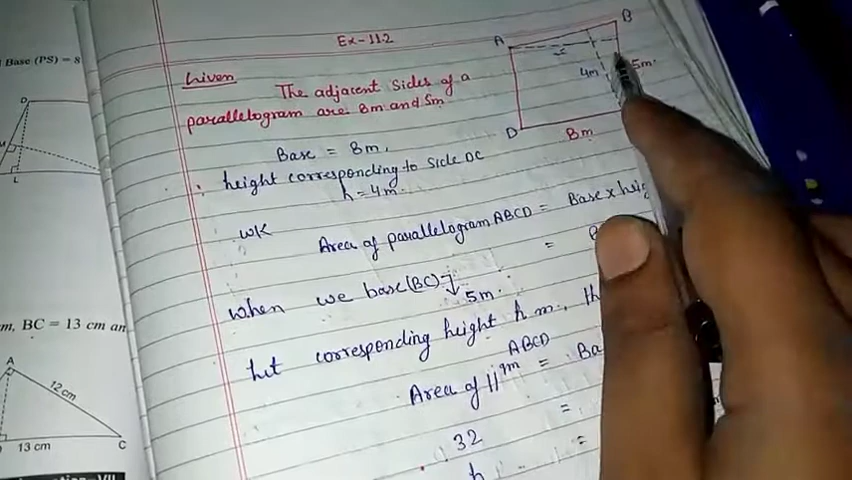 Base (PS) = 8
D
M
L
m, BC = 13 cm an
A
12 cm
13 cm
C
Ex-11.2
A
B
4m
5m.
D
8m
Given
The adjacent sides of a
parallelogram are 8m and 5m
Base = 8m.
height corresponding to side DC
h = 4m.
WK
Area of parallelogram ABCD = Base x heig
=
when we base (BC)
5m.
let corresponding height h m, th
Area of ||gm ABCD = Ba
32 =
h =